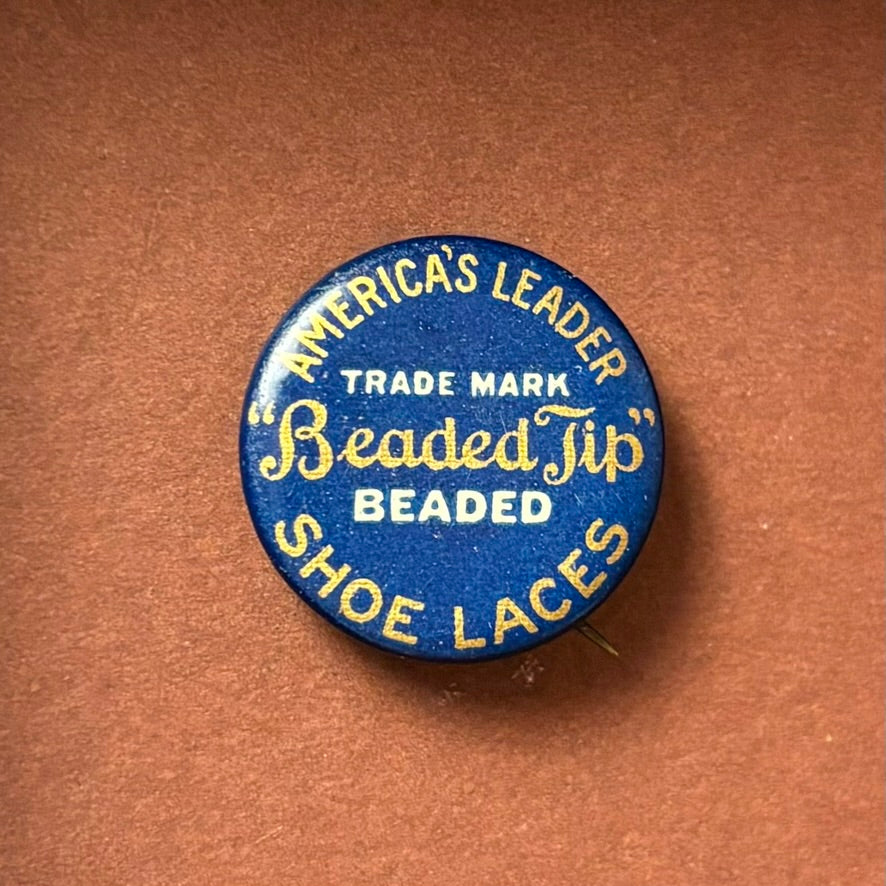 AMERICA'S LEADER
TRADE MARK
"Beaded Tip"
BEADED
SHOE LACES